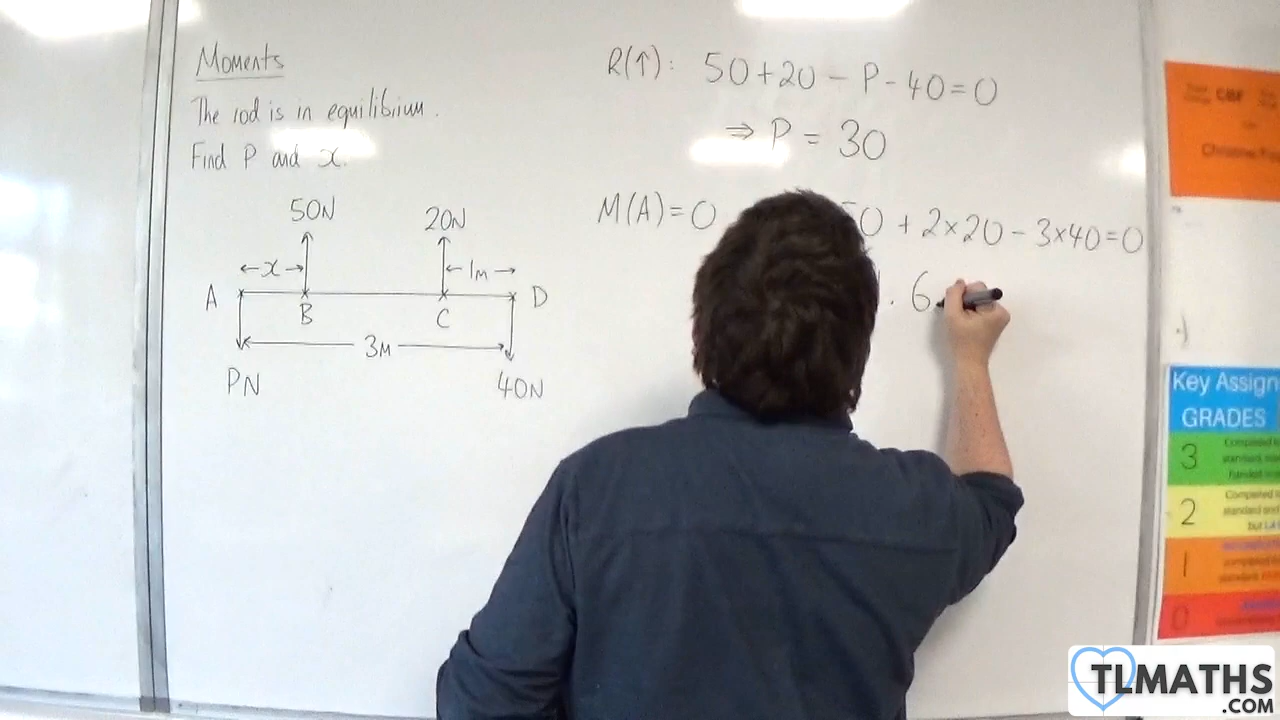 Moments
The rod is in equilibrium.
Find P and x.
50N
20N
x
1m
A
B
C
D
3m
PN
40N
R(↑): 50+20 - P - 40 = 0
⇒ P = 30
M(A)=0
50 + 2×20 - 3×40=0
. 6
CBF
Key Assign
GRADES
3
2
1
0
TLMATHS
.COM